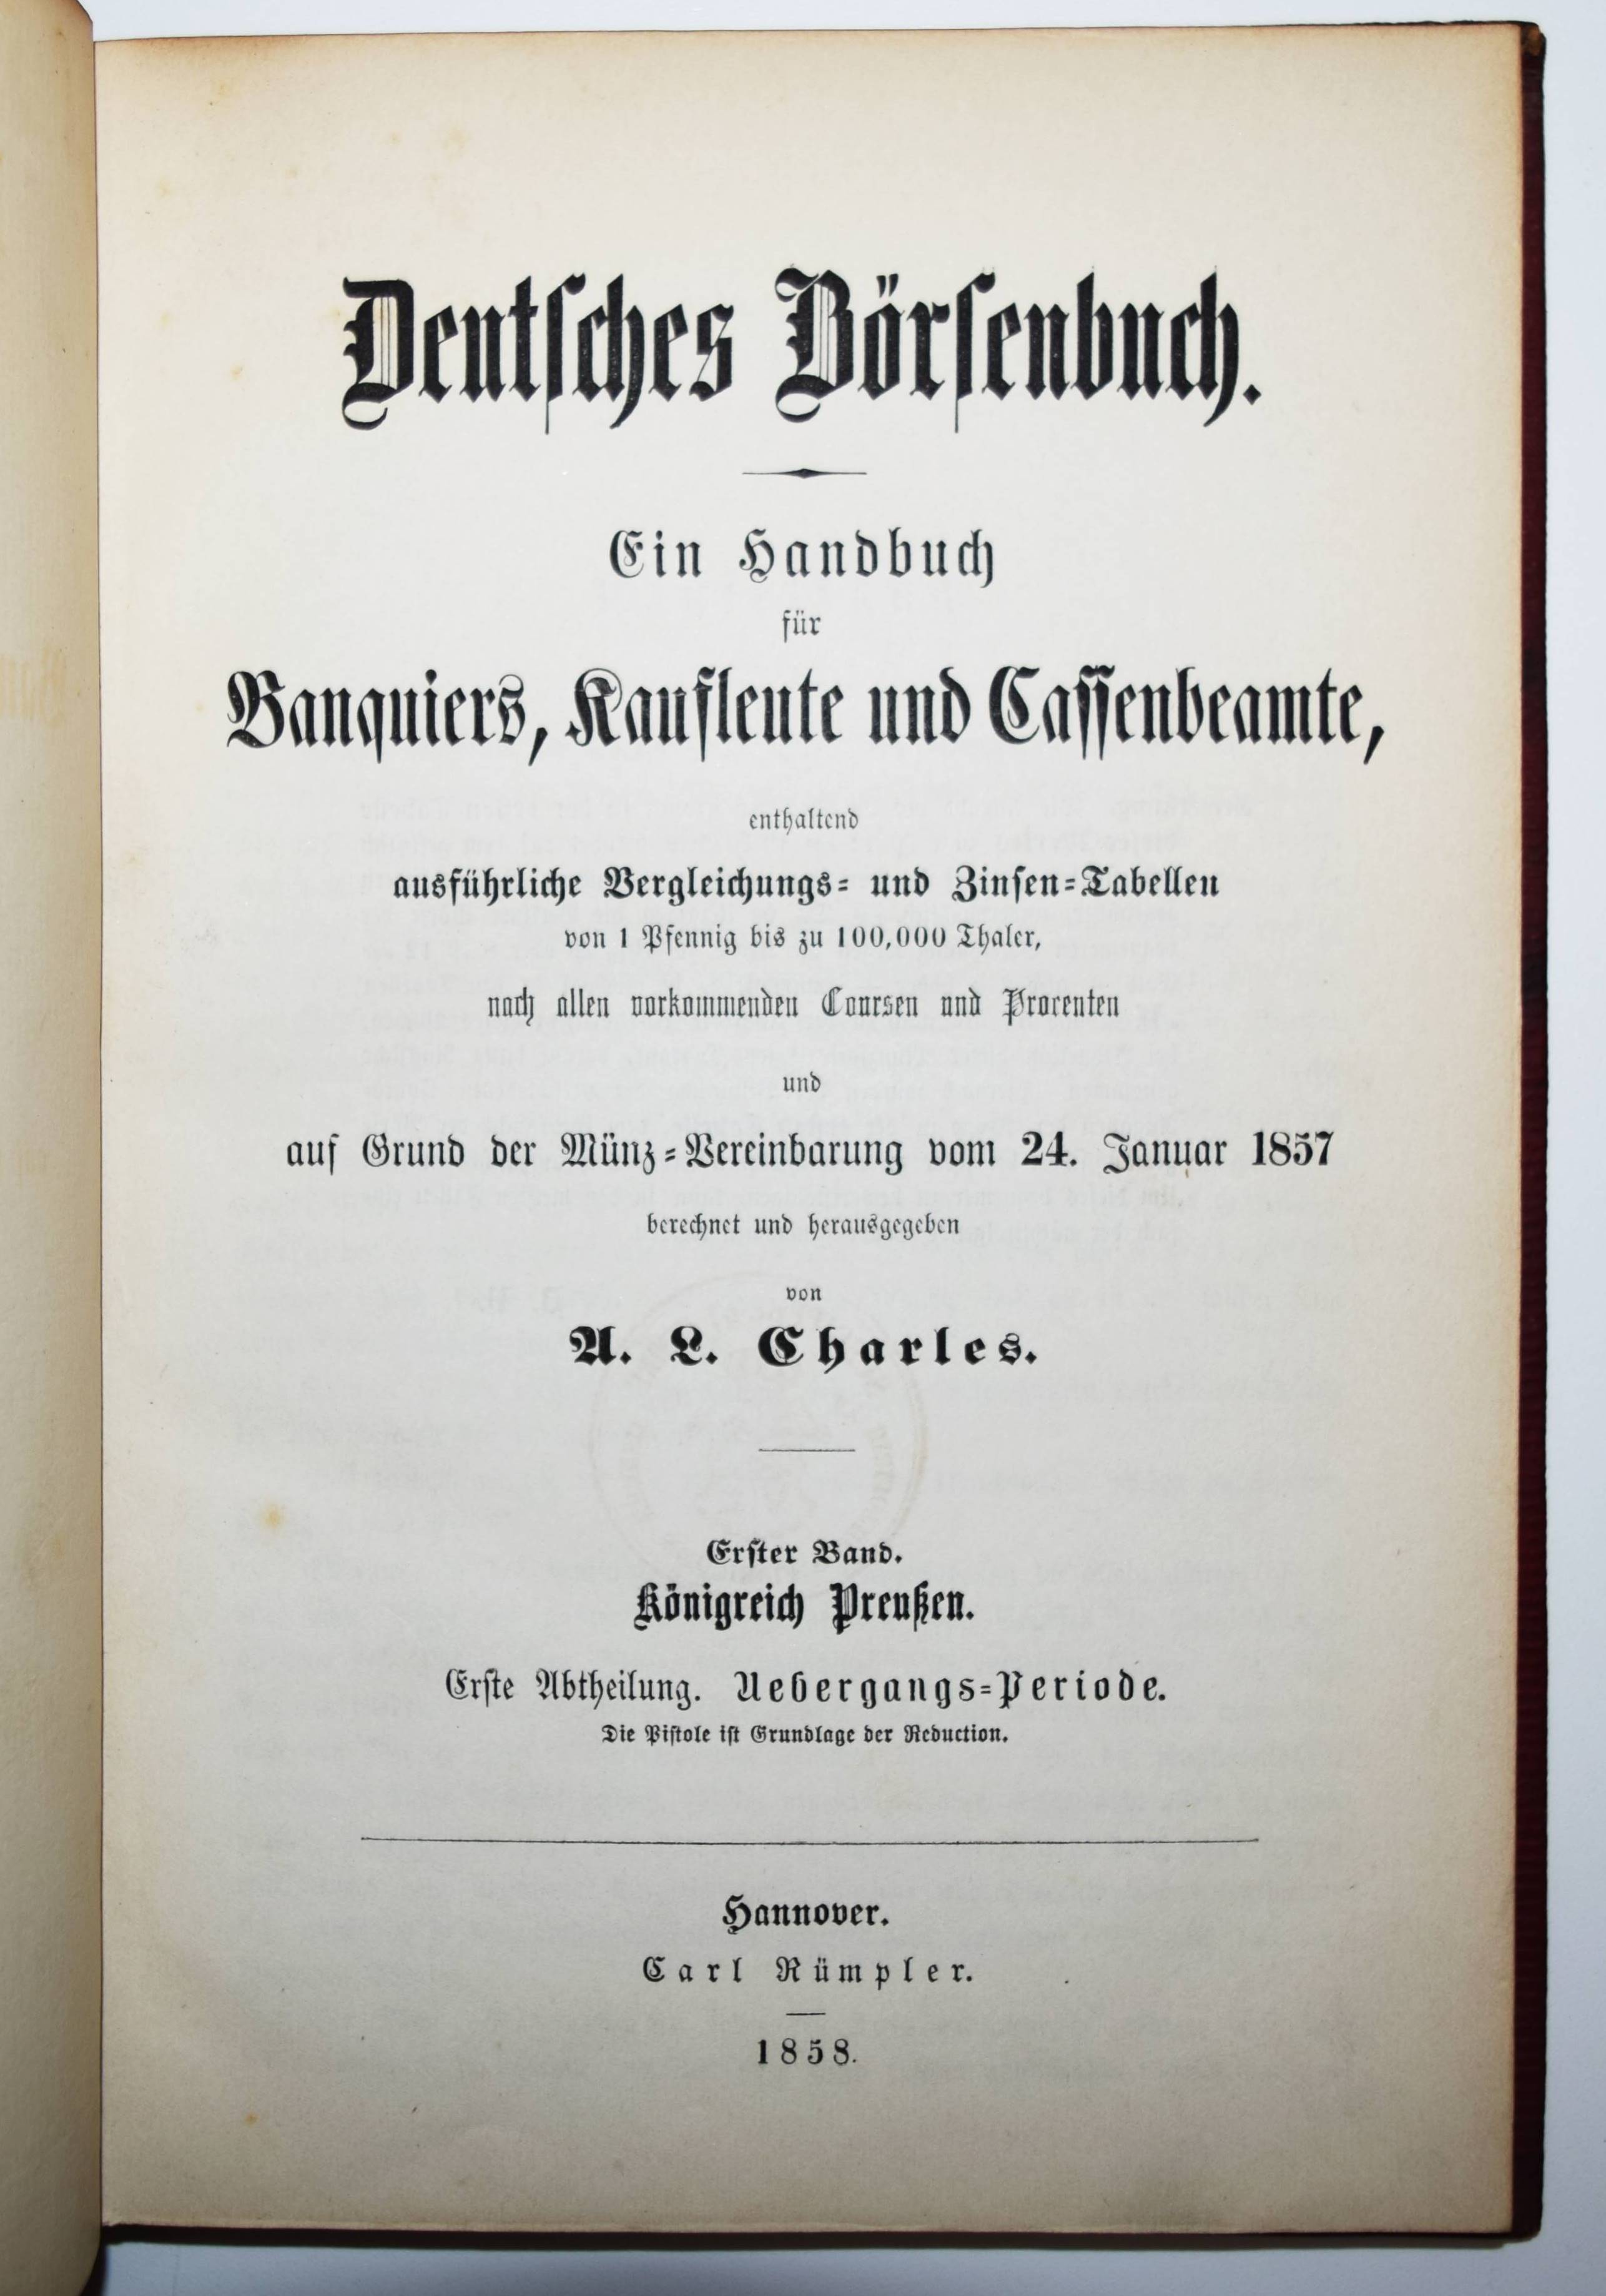 Deutsches Börsenbuch.
Ein Handbuch
für
Banquiers, Kaufleute und Cassenbeamte,
enthaltend
ausführliche Vergleichungs- und Zinsen-Tabellen
von 1 Pfennig bis zu 100,000 Thaler,
nach allen vorkommenden Coursen und Procenten
und
auf Grund der Münz-Vereinbarung vom 24. Januar 1857
berechnet und herausgegeben
von
A. L. Charles.
Erster Band.
Königreich Preußen.
Erste Abtheilung. Uebergangs-Periode.
Die Pistole ist Grundlage der Reduction.
Hannover.
Carl Rümpler.
1858.